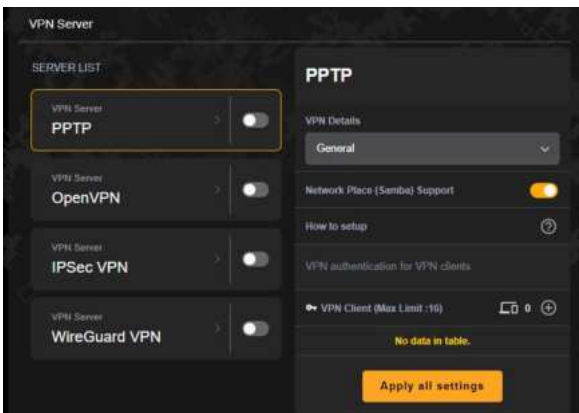 VPN Server
SERVER LIST
VPN Server
PPTP
VPN Server
OpenVPN
VPN Server
IPSec VPN
VPN Server
WireGuard VPN
PPTP
VPN Details
General
Network Place (Samba) Support
How to setup
VPN authentication for VPN clients
VPN Client (Max Limit :16)
0
No data in table.
Apply all settings